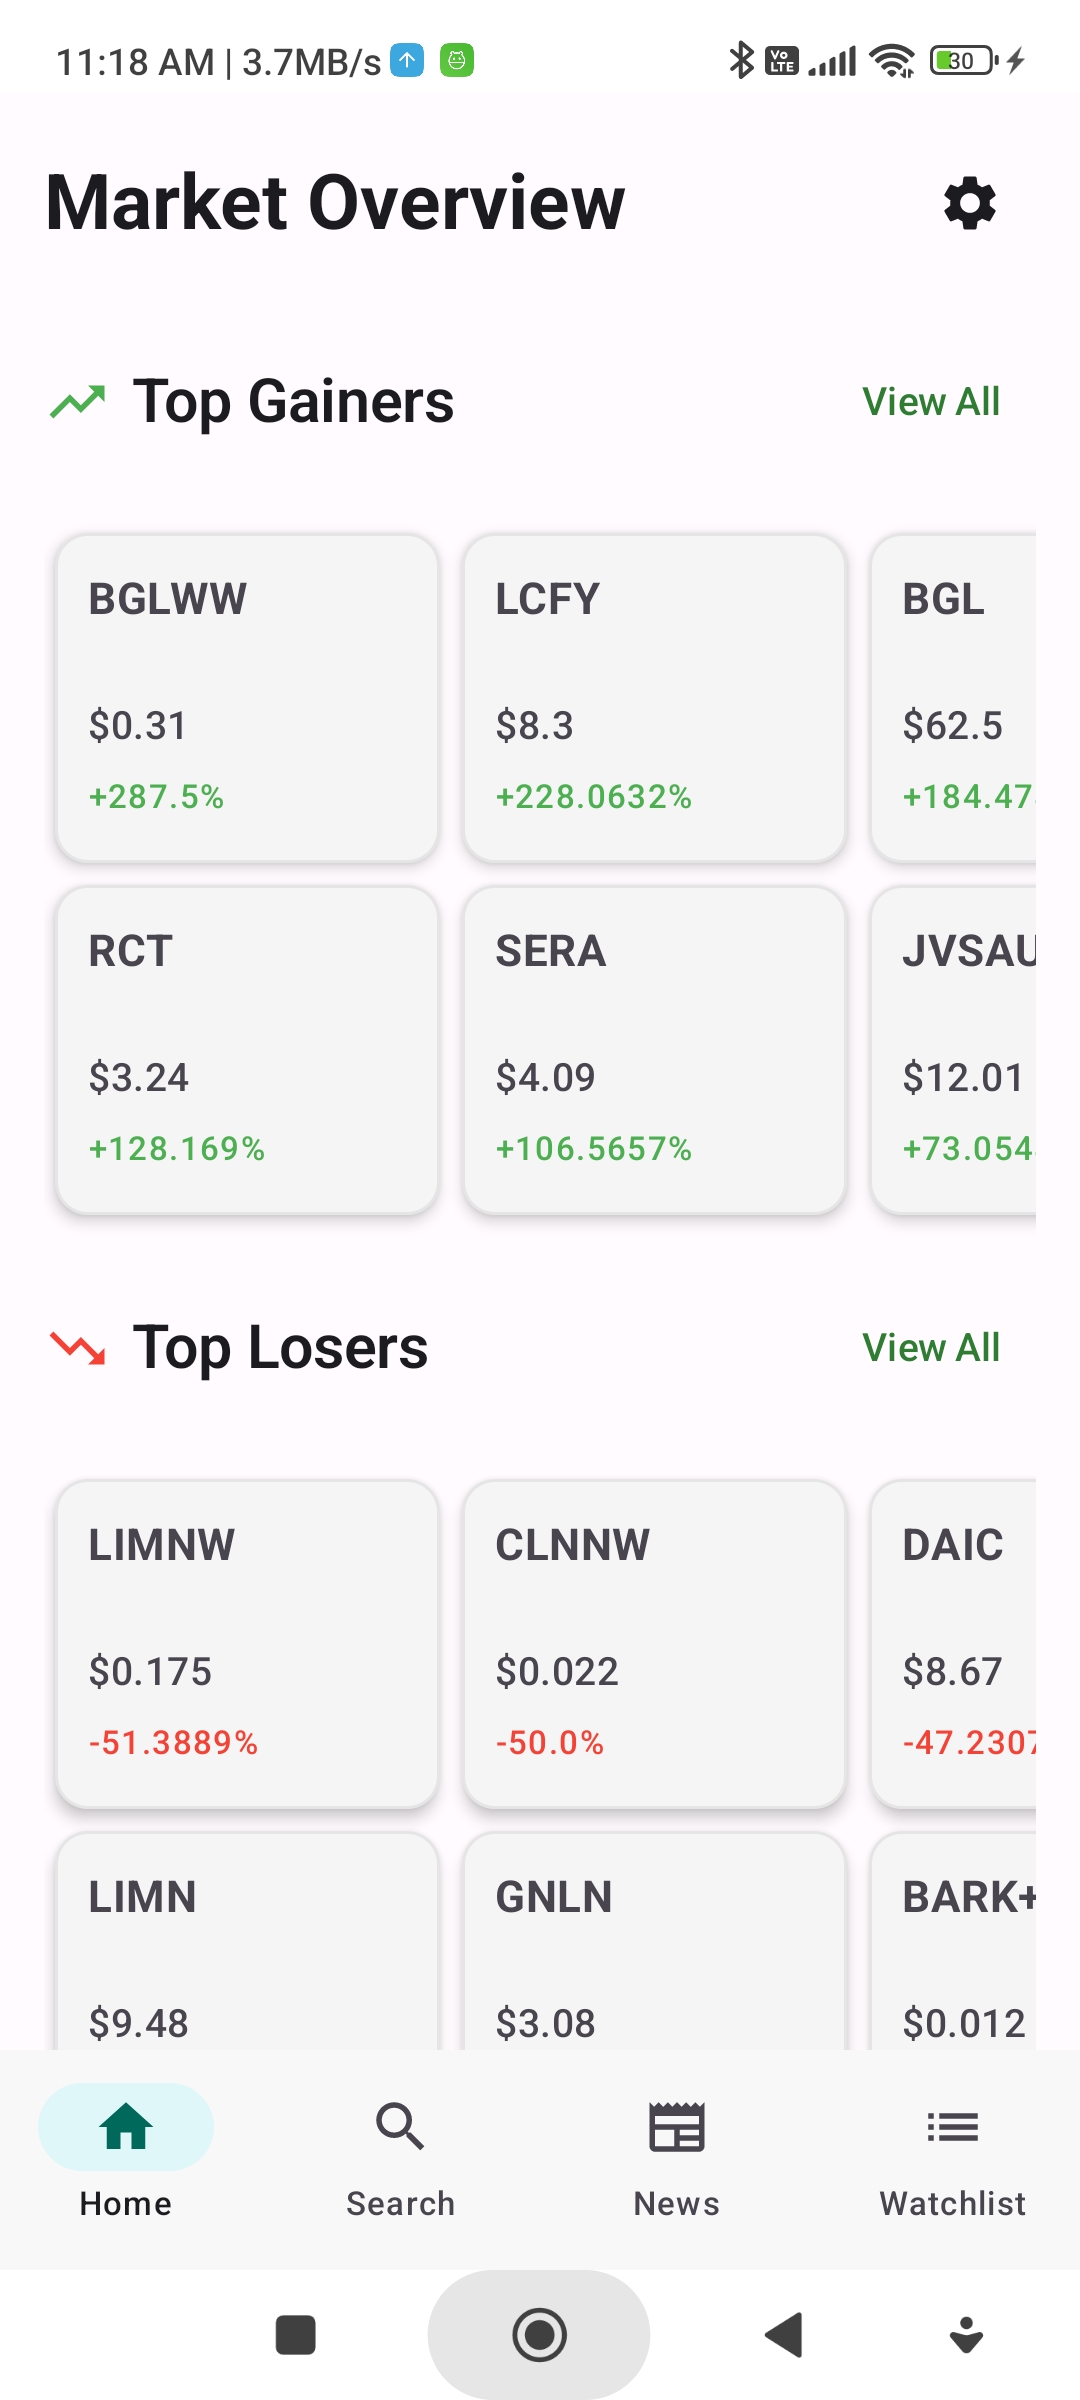 11:18 AM | 3.7MB/s
Vo LTE
30
Market Overview
Top Gainers View All
BGLWW LCFY BGL
$0.31 $8.3 $62.5
+287.5% +228.0632% +184.47
RCT SERA JVSAU
$3.24 $4.09 $12.01
+128.169% +106.5657% +73.054
Top Losers View All
LIMNW CLNNW DAIC
$0.175 $0.022 $8.67
-51.3889% -50.0% -47.2307
LIMN GNLN BARK+
$9.48 $3.08 $0.012
Home Search News Watchlist